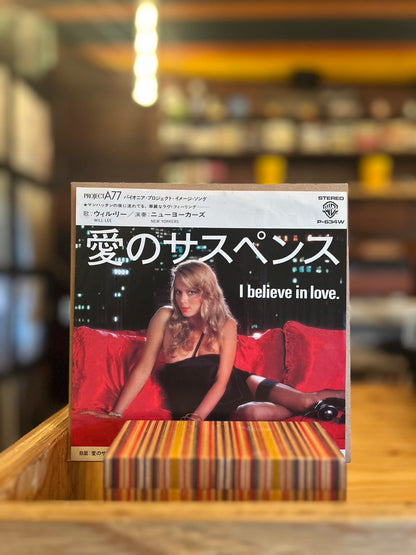 PROJECT A77 パイオニア・プロジェクト・イメージ・ソング
★マンハッタンの夜に流れてる、華麗なラヴ・フィーリング
歌:ウィル・リー/演奏:ニューヨーカーズ
WILL LEE NEW YORKERS
STEREO
P-634W
愛のサスペンス
I believe in love.
B面/愛のサ